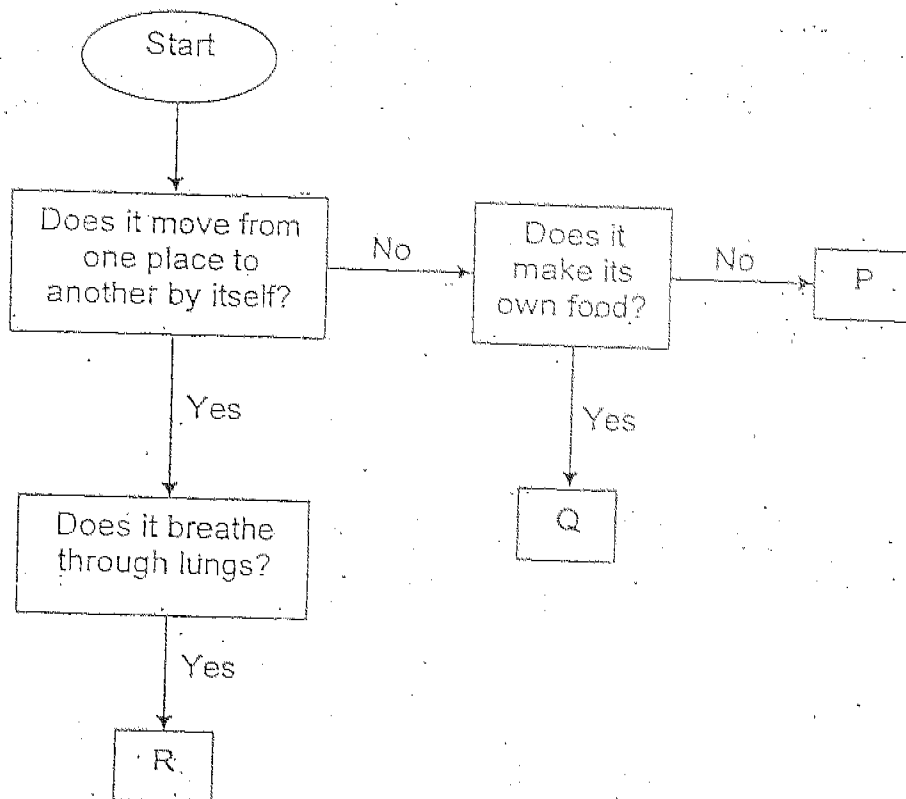 Start
Does it move from
one place to
another by itself?
No
Does it
make its
own food?
No
P
Yes
Yes
Q
Does it breathe
through lungs?
Yes
R